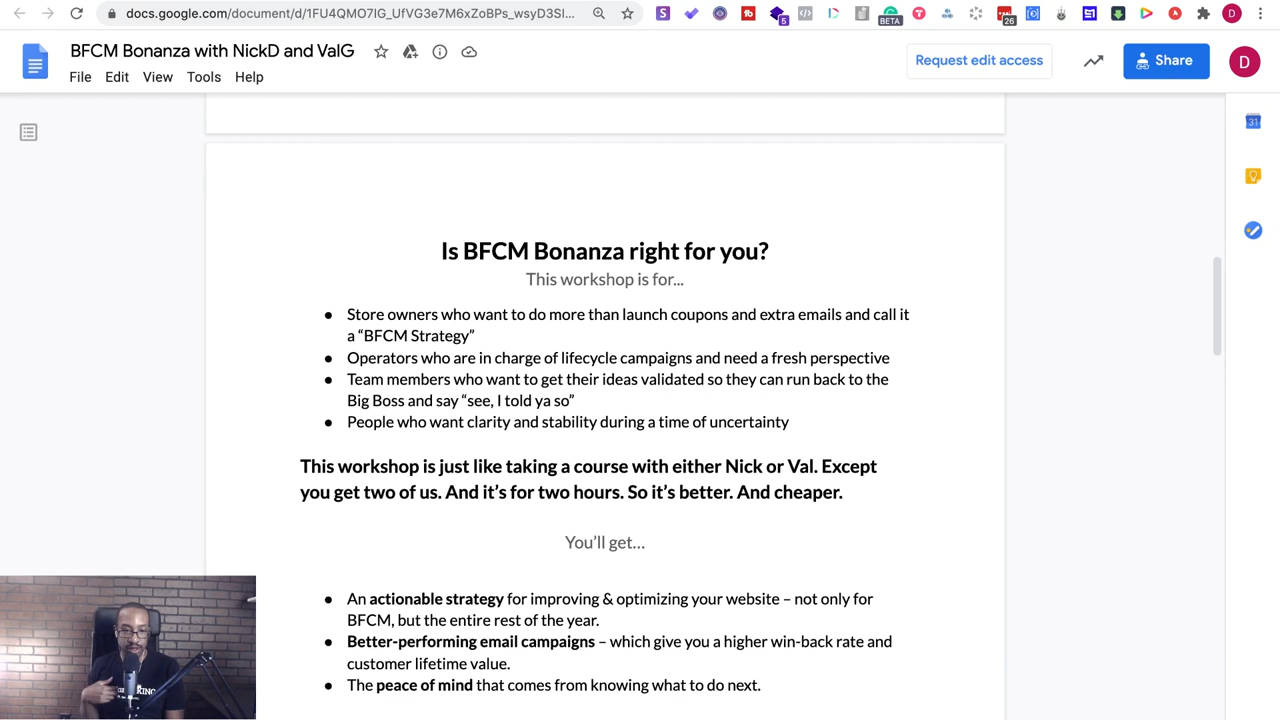 docs.google.com/document/d/1FU4QMO7IG_UfVG3e7M6xZoBPs_wsyD3SI...
S
5
BETA
T
26
D
BFCM Bonanza with NickD and ValG
File Edit View Tools Help
Request edit access
Share
D
31
Is BFCM Bonanza right for you?
This workshop is for...
● Store owners who want to do more than launch coupons and extra emails and call it
a “BFCM Strategy”
● Operators who are in charge of lifecycle campaigns and need a fresh perspective
● Team members who want to get their ideas validated so they can run back to the
Big Boss and say “see, I told ya so”
● People who want clarity and stability during a time of uncertainty
This workshop is just like taking a course with either Nick or Val. Except
you get two of us. And it’s for two hours. So it’s better. And cheaper.
You’ll get...
● An actionable strategy for improving & optimizing your website – not only for
BFCM, but the entire rest of the year.
● Better-performing email campaigns – which give you a higher win-back rate and
customer lifetime value.
● The peace of mind that comes from knowing what to do next.